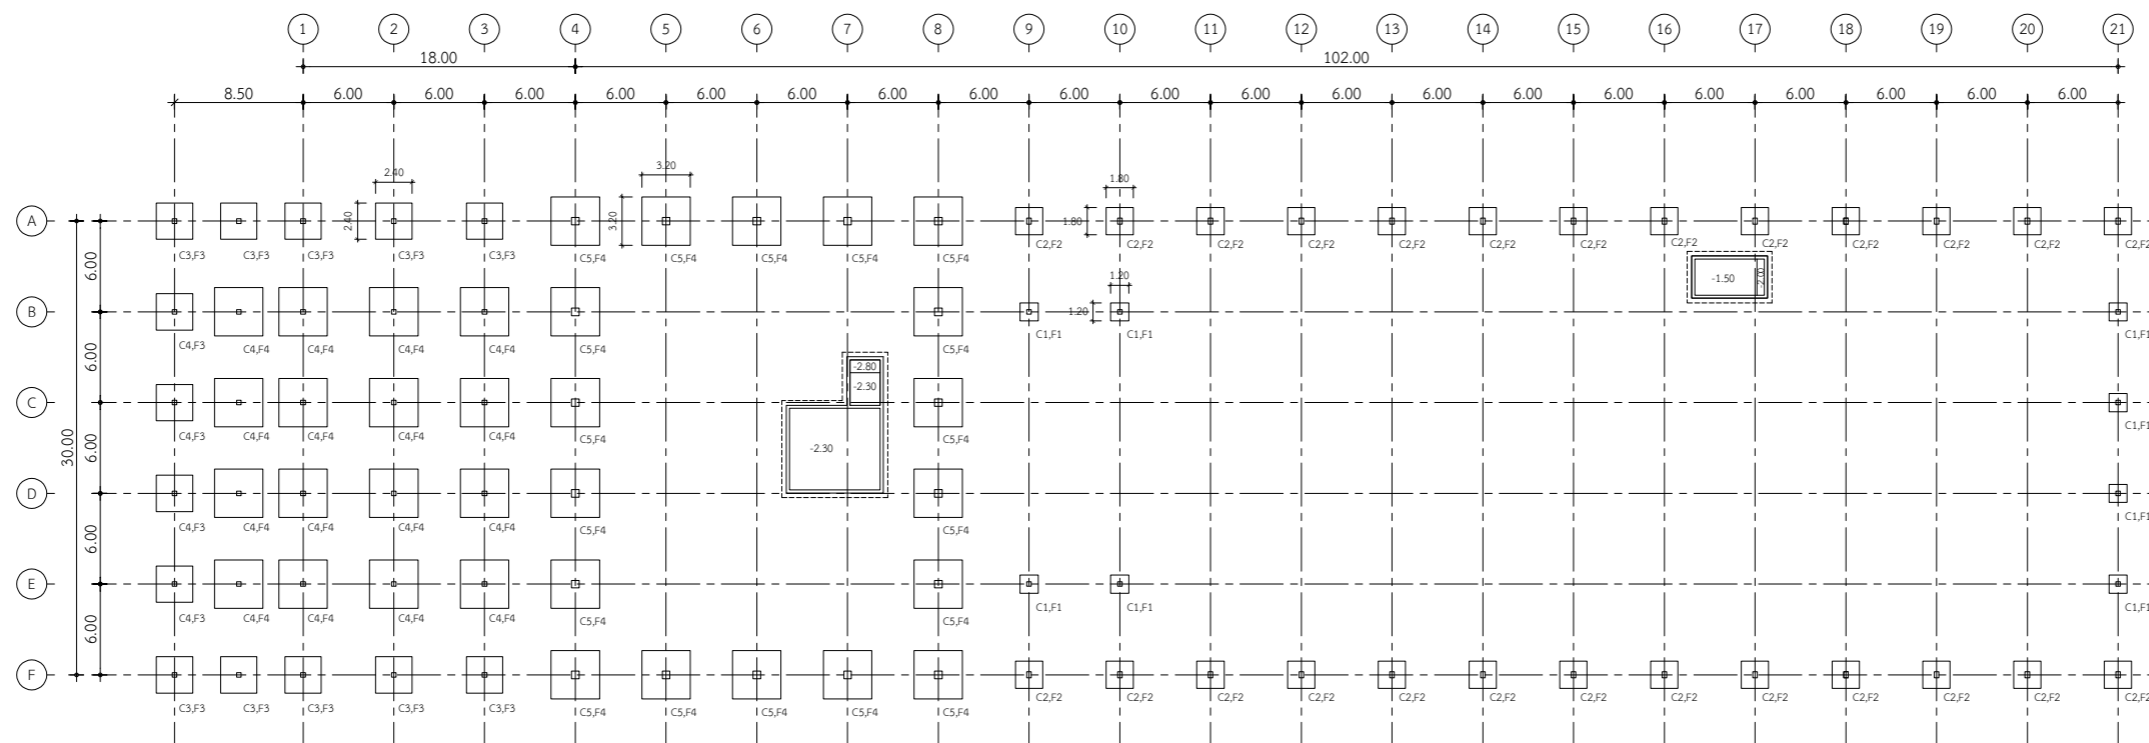 1 2 3 4 5 6 7 8 9 10 11 12 13 14 15 16 17 18 19 20 21
18.00 102.00
8.50 6.00 6.00 6.00 6.00 6.00 6.00 6.00 6.00 6.00 6.00 6.00 6.00 6.00 6.00 6.00 6.00 6.00 6.00 6.00 6.00
2.40 3.20 1.80
A 2.40 3.20 1.80
C3,F3 C3,F3 C3,F3 C3,F3 C3,F3 C5,F4 C5,F4 C5,F4 C5,F4 C5,F4 C2,F2 C2,F2 C2,F2 C2,F2 C2,F2 C2,F2 C2,F2 C2,F2 C2,F2 C2,F2 C2,F2 C2,F2 C2,F2
6.00 1.20 -1.50 -2.00
B 1.20
C4,F3 C4,F4 C4,F4 C4,F4 C4,F4 C5,F4 C5,F4 C1,F1 C1,F1 C1,F1
6.00 -2.80
-2.30
C
C4,F3 C4,F4 C4,F4 C4,F4 C4,F4 C5,F4 C5,F4 C1,F1
30.00 6.00 -2.30
D
C4,F3 C4,F4 C4,F4 C4,F4 C4,F4 C5,F4 C5,F4 C1,F1
6.00
E
C4,F3 C4,F4 C4,F4 C4,F4 C4,F4 C5,F4 C5,F4 C1,F1 C1,F1 C1,F1
6.00
F
C3,F3 C3,F3 C3,F3 C3,F3 C3,F3 C5,F4 C5,F4 C5,F4 C5,F4 C5,F4 C2,F2 C2,F2 C2,F2 C2,F2 C2,F2 C2,F2 C2,F2 C2,F2 C2,F2 C2,F2 C2,F2 C2,F2 C2,F2